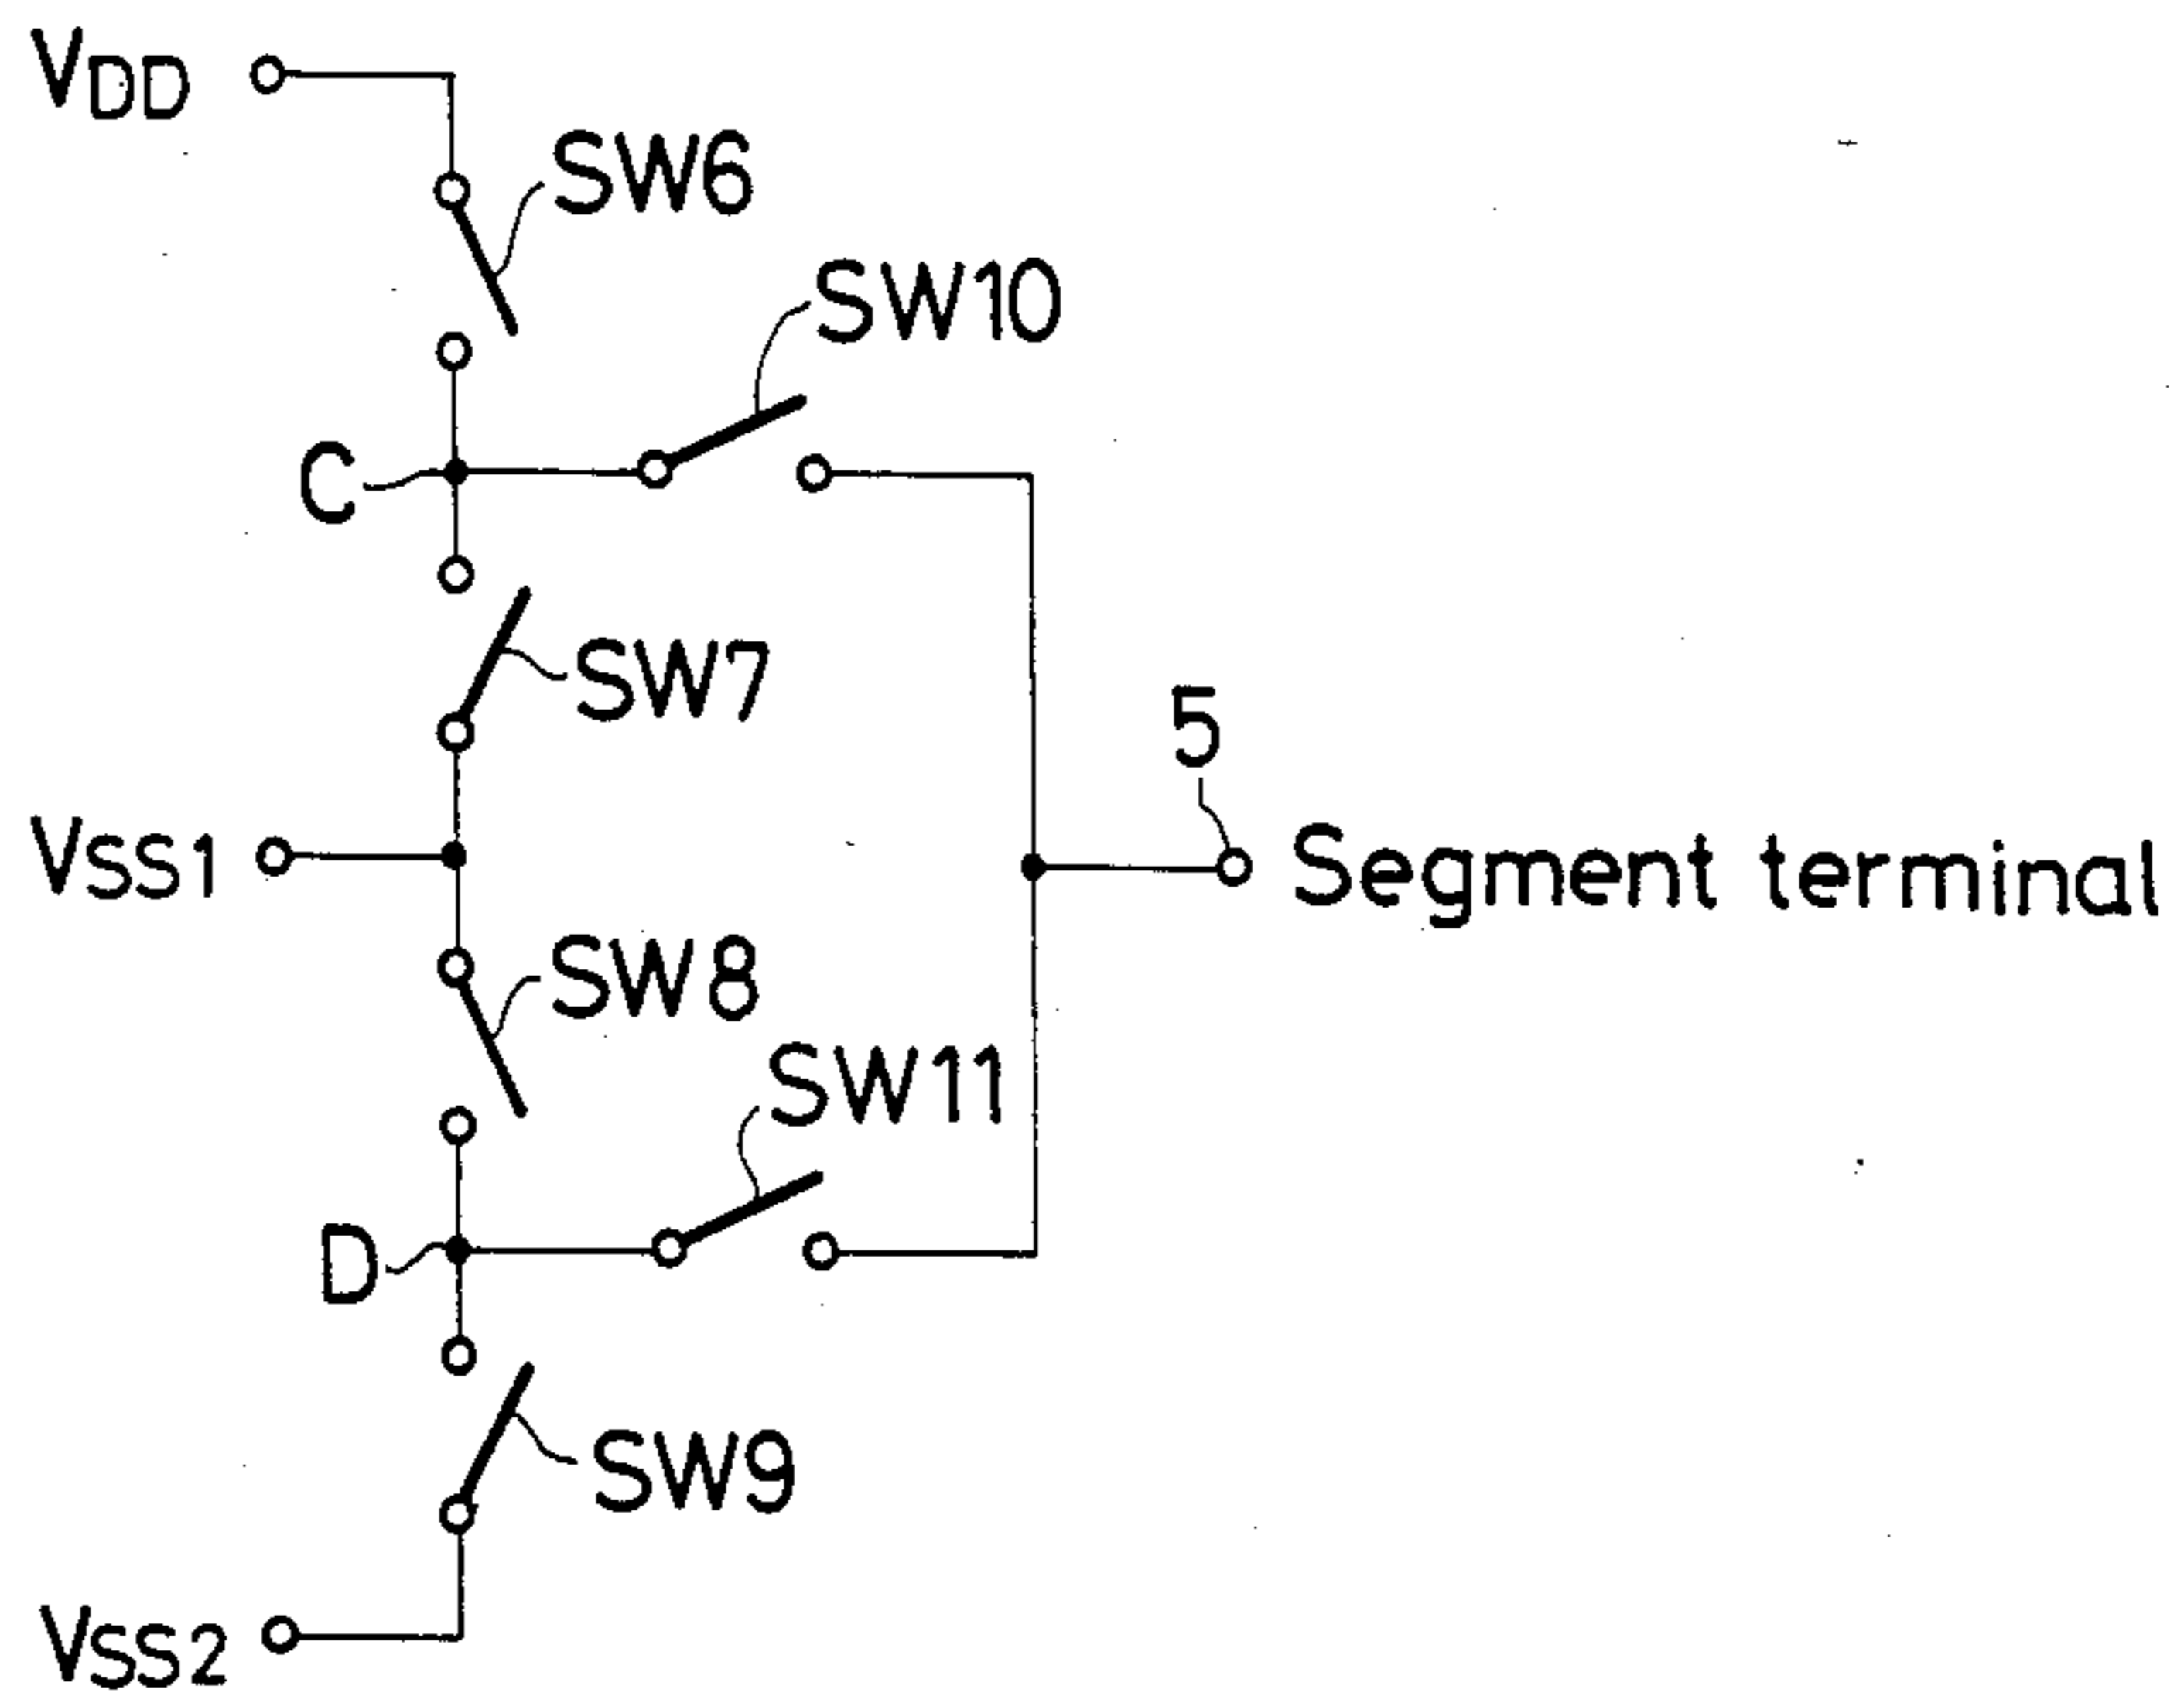 VDD
SW6
SW10
C
SW7
5
VSS1
Segment terminal
SW8
SW11
D
SW9
VSS2